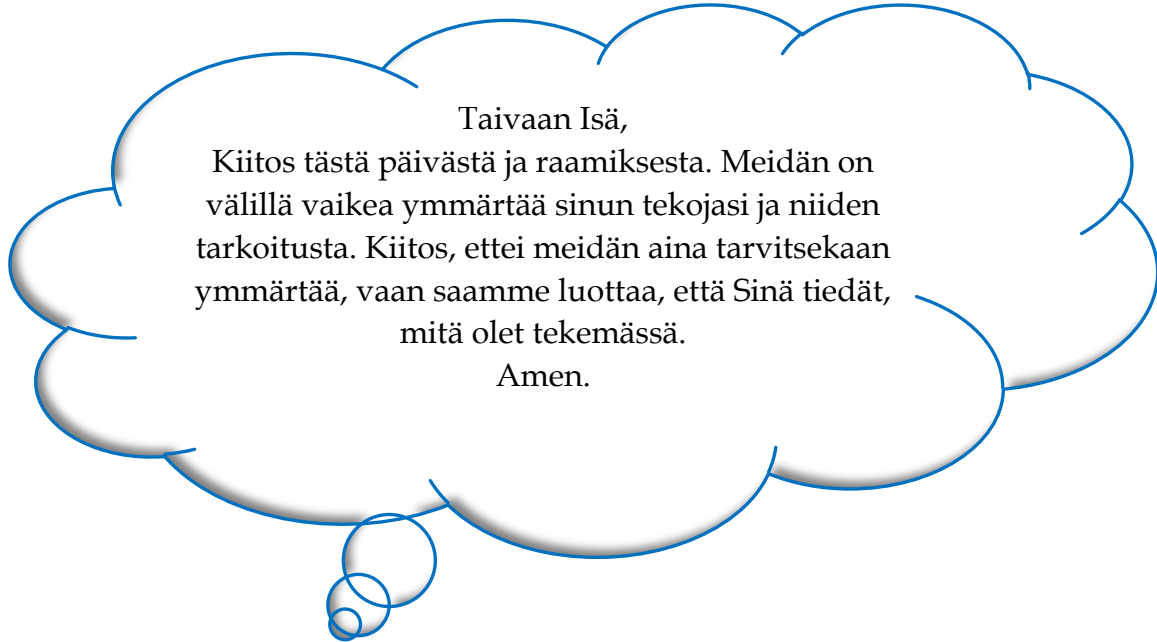 Taivaan Isä,
Kiitos tästä päivästä ja raamiksesta. Meidän on
välillä vaikea ymmärtää sinun tekojasi ja niiden
tarkoitusta. Kiitos, ettei meidän aina tarvitsekaan
ymmärtää, vaan saamme luottaa, että Sinä tiedät,
mitä olet tekemässä.
Amen.